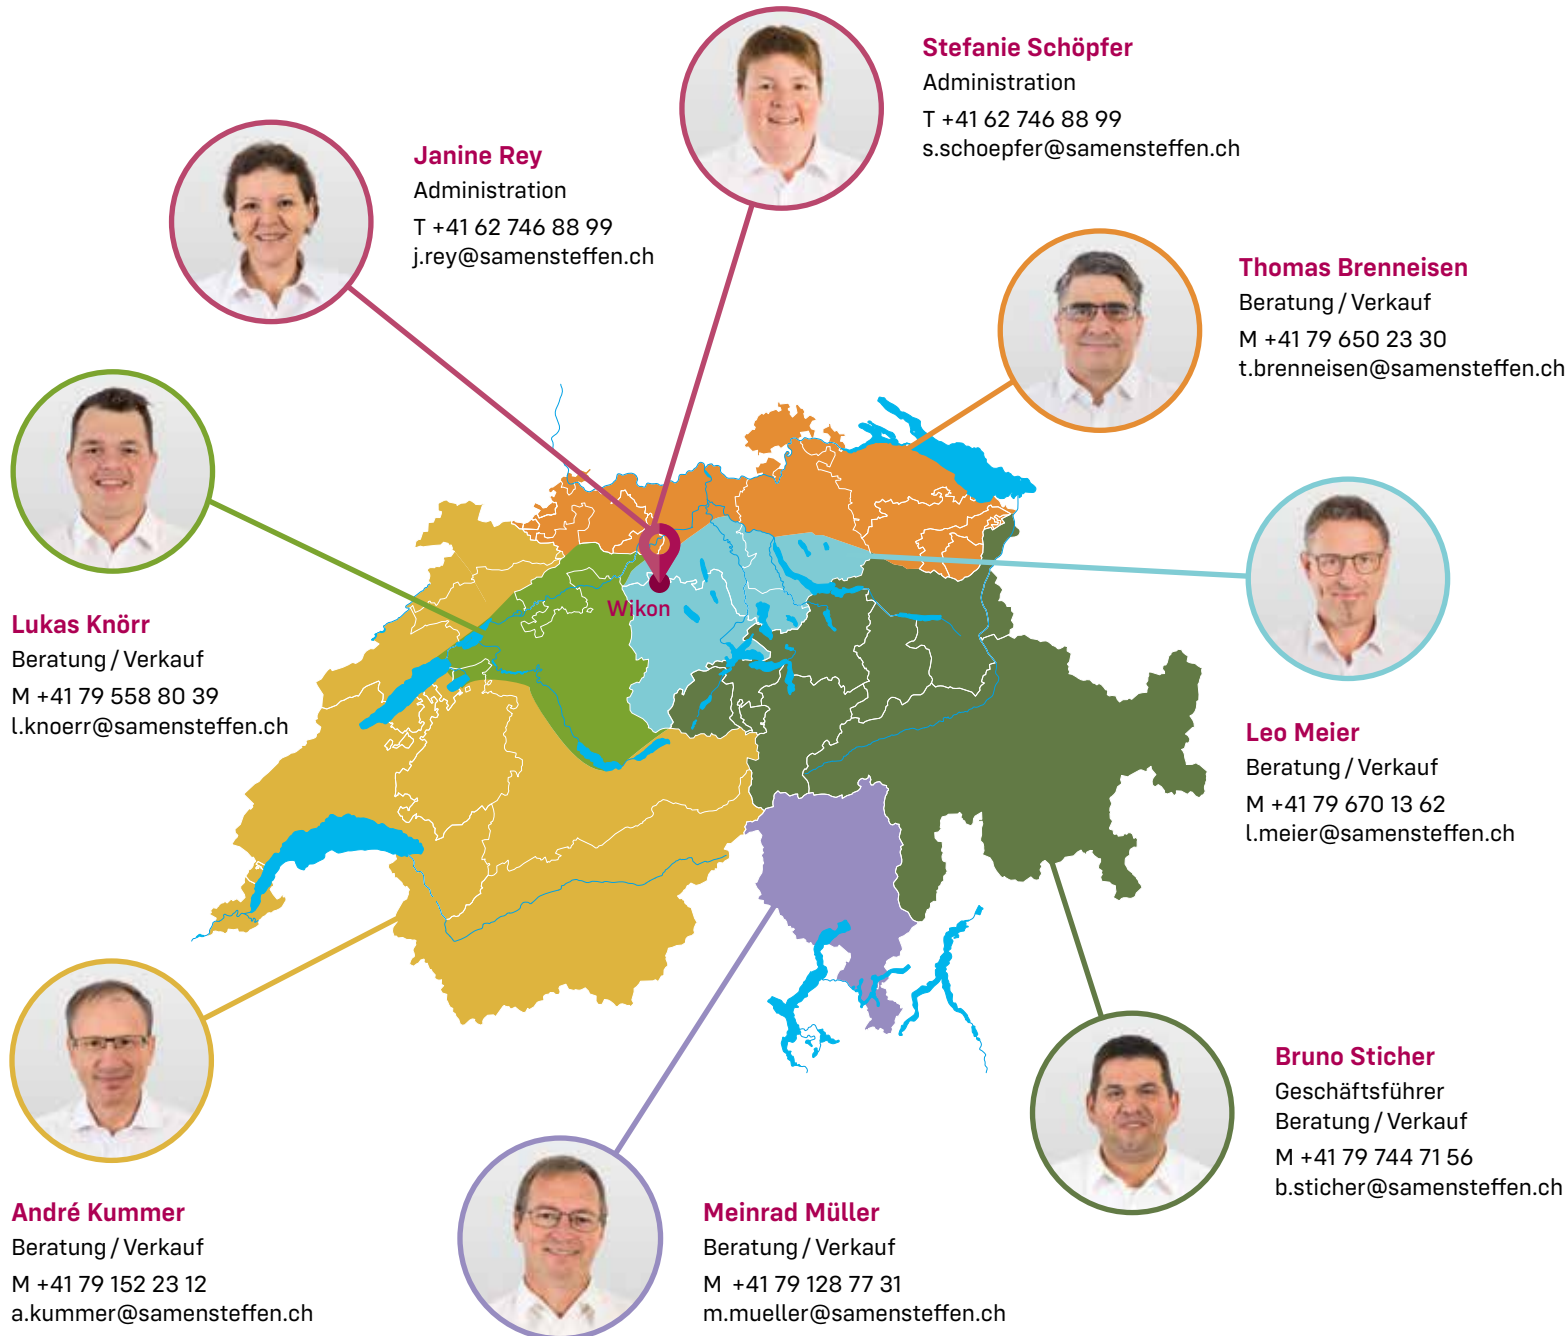 Stefanie Schöpfer
Administration
T +41 62 746 88 99
s.schoepfer@samensteffen.ch
Janine Rey
Administration
T +41 62 746 88 99
j.rey@samensteffen.ch
Thomas Brenneisen
Beratung / Verkauf
M +41 79 650 23 30
t.brenneisen@samensteffen.ch
Wikon
Lukas Knörr
Beratung / Verkauf
M +41 79 558 80 39
l.knoerr@samensteffen.ch
Leo Meier
Beratung / Verkauf
M +41 79 670 13 62
l.meier@samensteffen.ch
Bruno Sticher
Geschäftsführer
Beratung / Verkauf
M +41 79 744 71 56
b.sticher@samensteffen.ch
André Kummer
Beratung / Verkauf
M +41 79 152 23 12
a.kummer@samensteffen.ch
Meinrad Müller
Beratung / Verkauf
M +41 79 128 77 31
m.mueller@samensteffen.ch